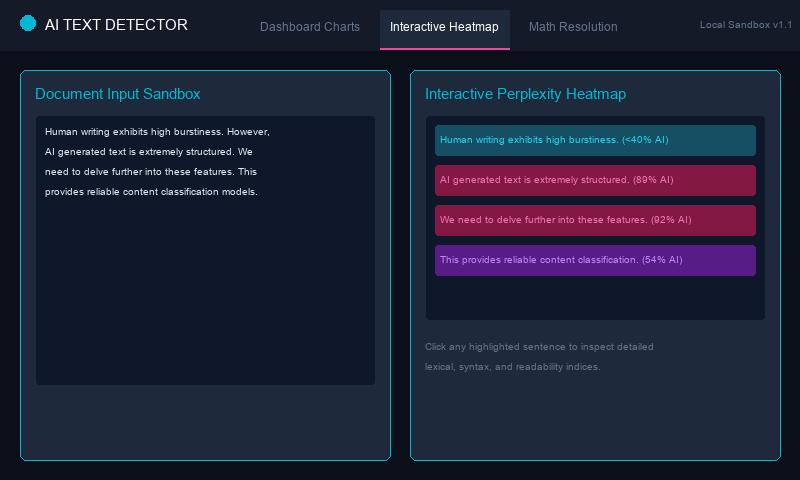 AI TEXT DETECTOR
Dashboard Charts
Interactive Heatmap
Math Resolution
Local Sandbox v1.1
Document Input Sandbox
Human writing exhibits high burstiness. However,
AI generated text is extremely structured. We
need to delve further into these features. This
provides reliable content classification models.
Interactive Perplexity Heatmap
Human writing exhibits high burstiness. (<40% AI)
AI generated text is extremely structured. (89% AI)
We need to delve further into these features. (92% AI)
This provides reliable content classification. (54% AI)
Click any highlighted sentence to inspect detailed
lexical, syntax, and readability indices.